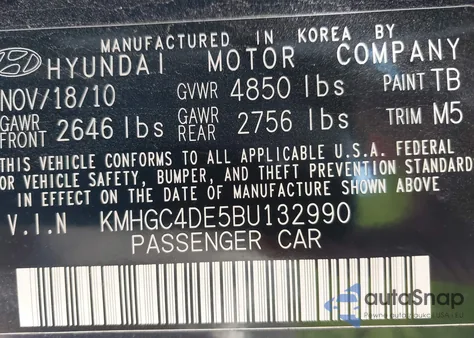 MANUFACTURED IN KOREA BY
HYUNDAI MOTOR COMPANY
NOV/18/10 GVWR 4850 lbs PAINT TB
GAWR FRONT 2646 lbs GAWR REAR 2756 lbs TRIM M5
THIS VEHICLE CONFORMS TO ALL APPLICABLE U.S.A. FEDERAL
MOTOR VEHICLE SAFETY, BUMPER, AND THEFT PREVENTION STANDARDS
IN EFFECT ON THE DATE OF MANUFACTURE SHOWN ABOVE
V.I.N KMHGC4DE5BU132990
PASSENGER CAR
autoSnap